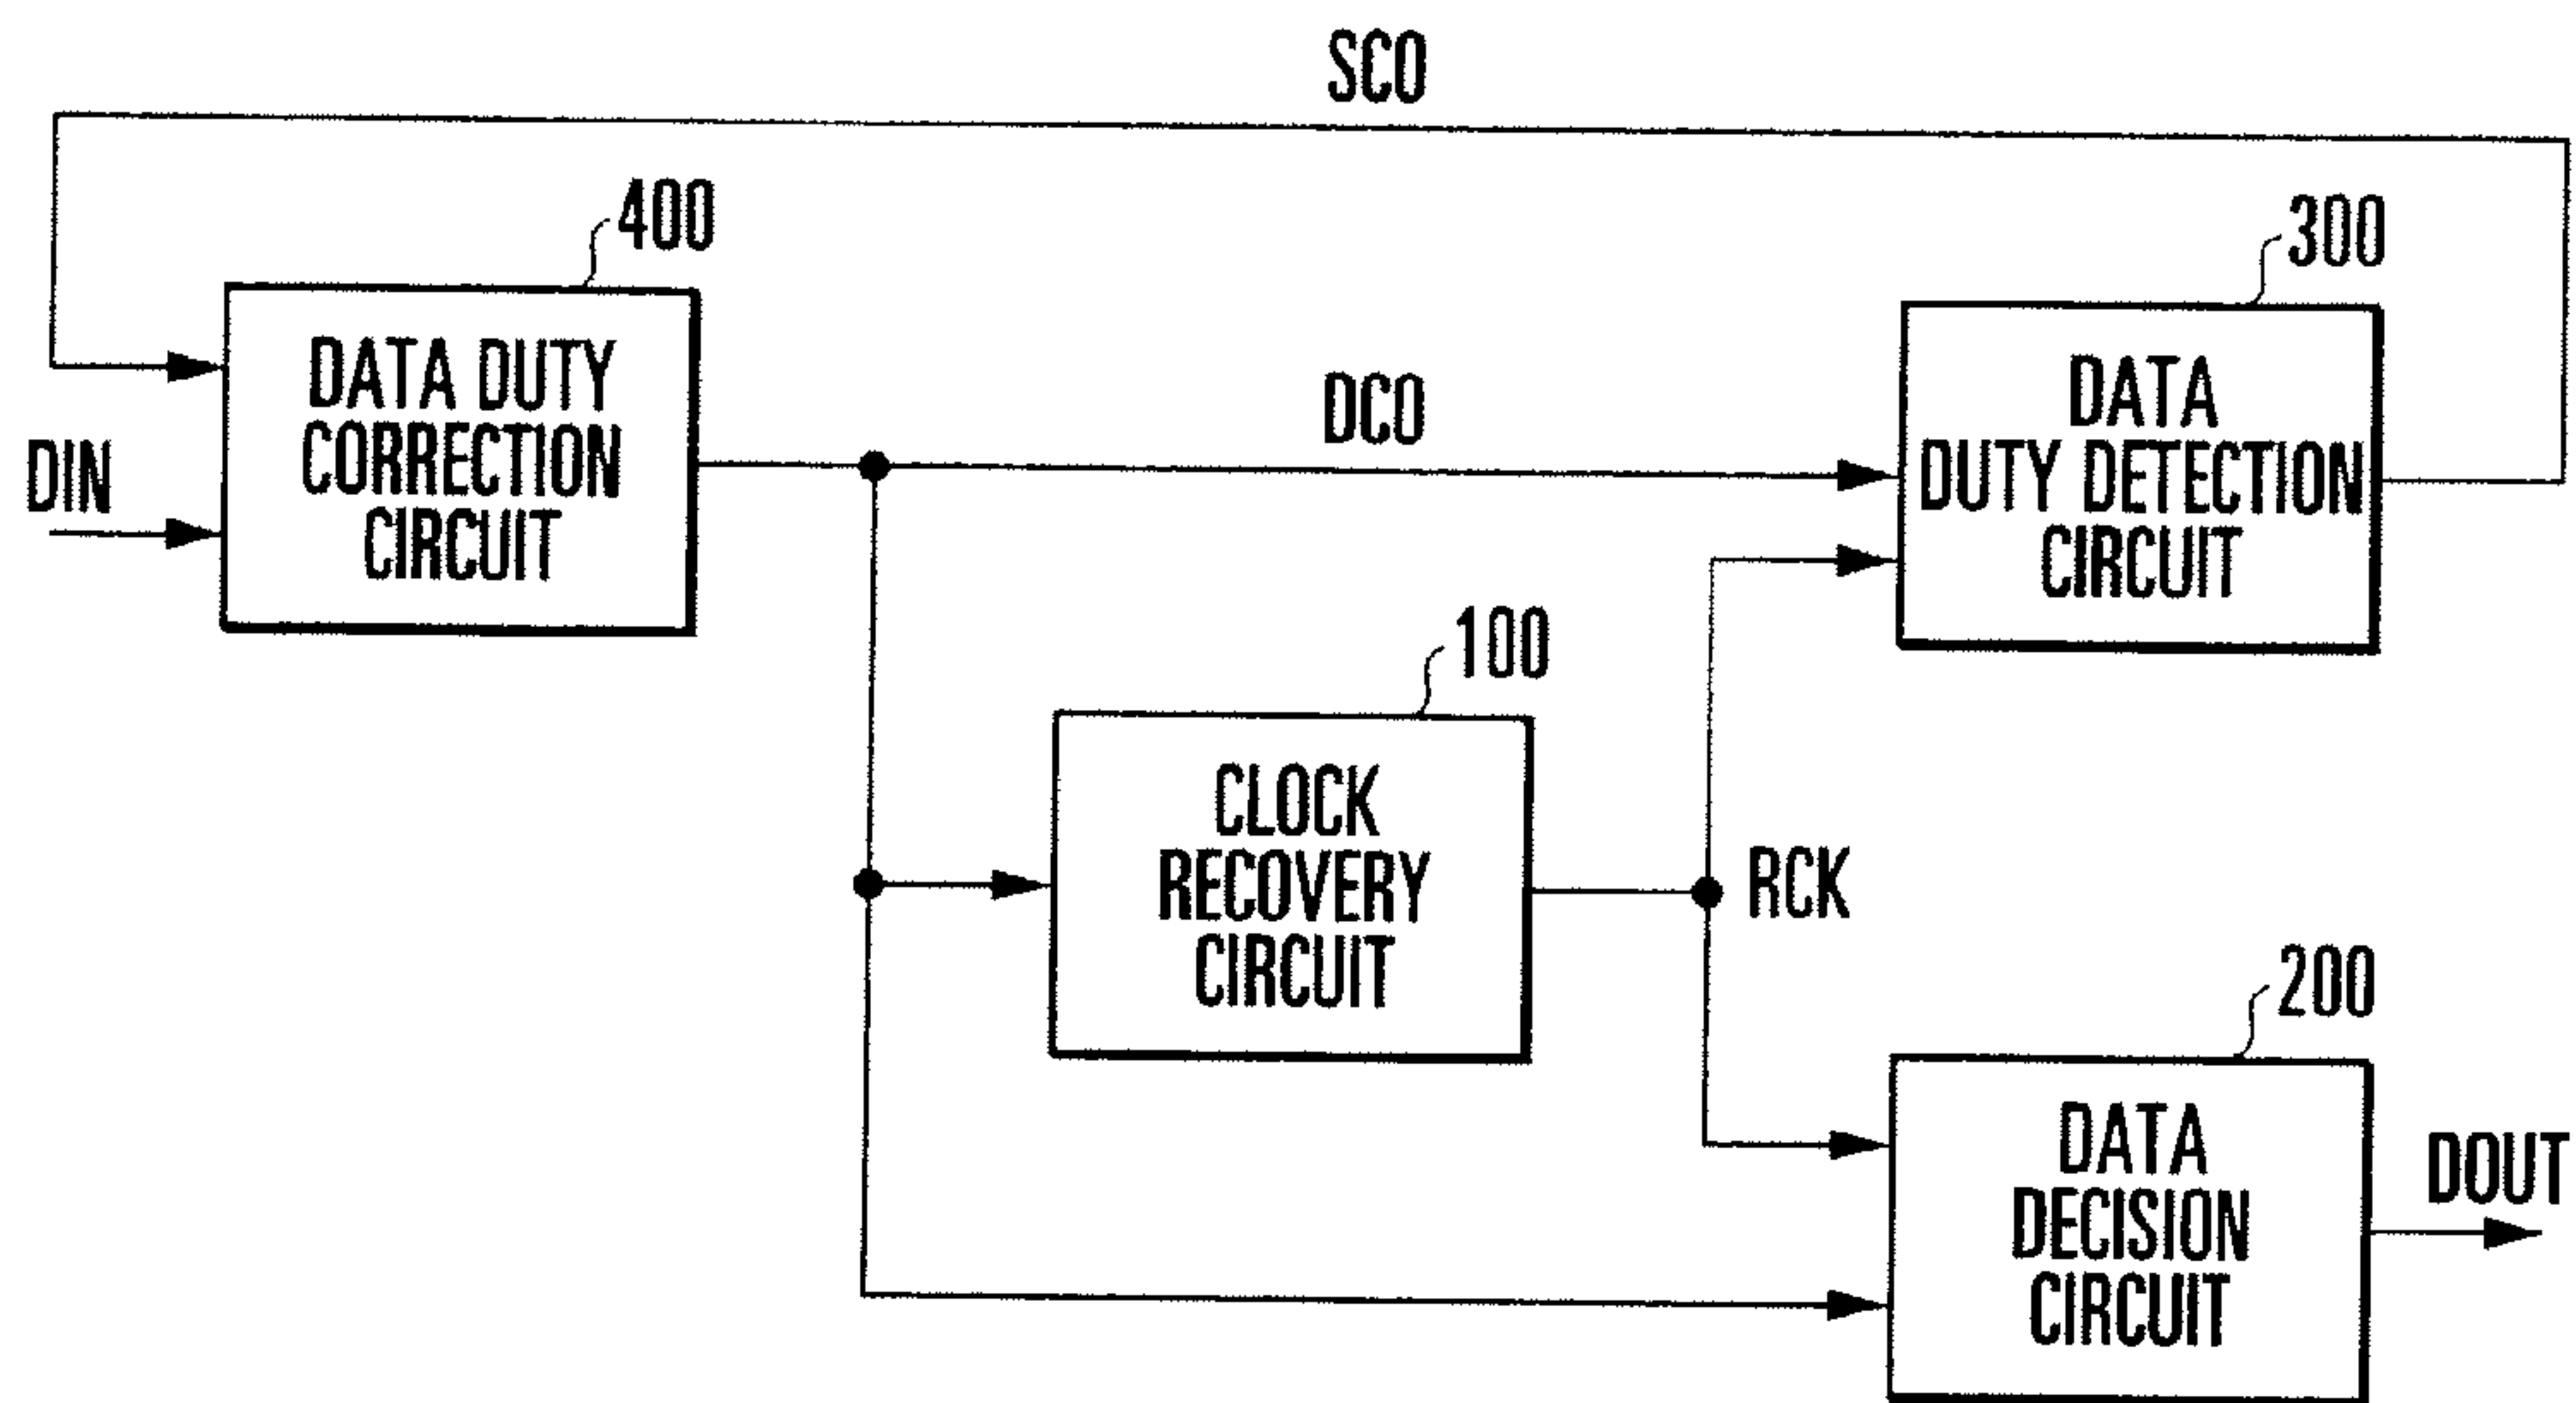 SCO
400
300
DATA DUTY
CORRECTION
CIRCUIT
DIN
DCO
DATA
DUTY DETECTION
CIRCUIT
100
CLOCK
RECOVERY
CIRCUIT
RCK
200
DATA
DECISION
CIRCUIT
DOUT